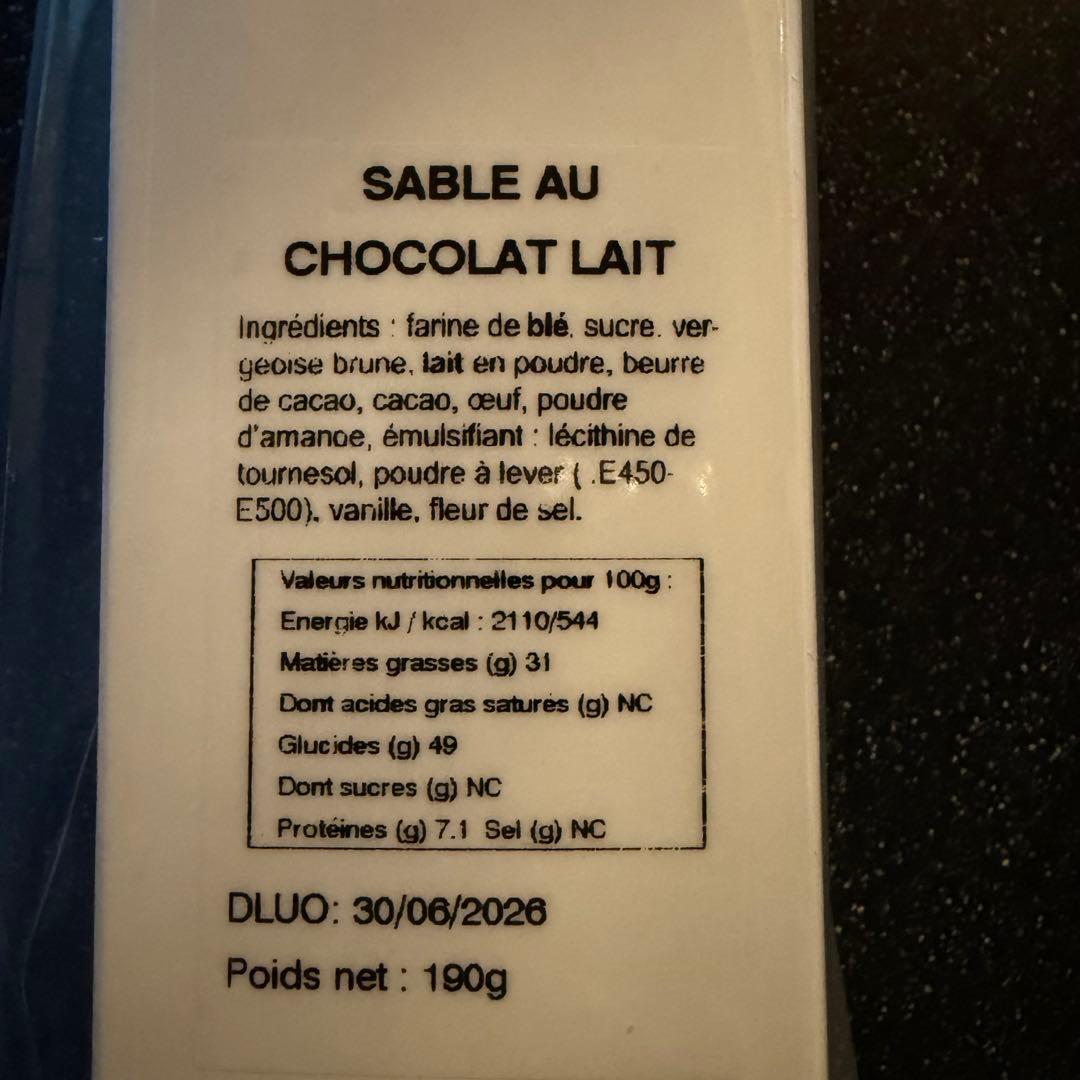 SABLE AU
CHOCOLAT LAIT
Ingrédients : farine de blé, sucre. ver-
geoise brune, lait en poudre, beurre
de cacao, cacao, œuf, poudre
d'amande, émulsifiant : lécithine de
tournesol, poudre à lever ( .E450-
E500), vanille, fleur de sel.
Valeurs nutritionnelles pour 100g :
Energie kJ / kcal : 2110/544
Matières grasses (g) 31
Dont acides gras saturés (g) NC
Glucides (g) 49
Dont sucres (g) NC
Protéines (g) 7.1 Sel (g) NC
DLUO: 30/06/2026
Poids net : 190g